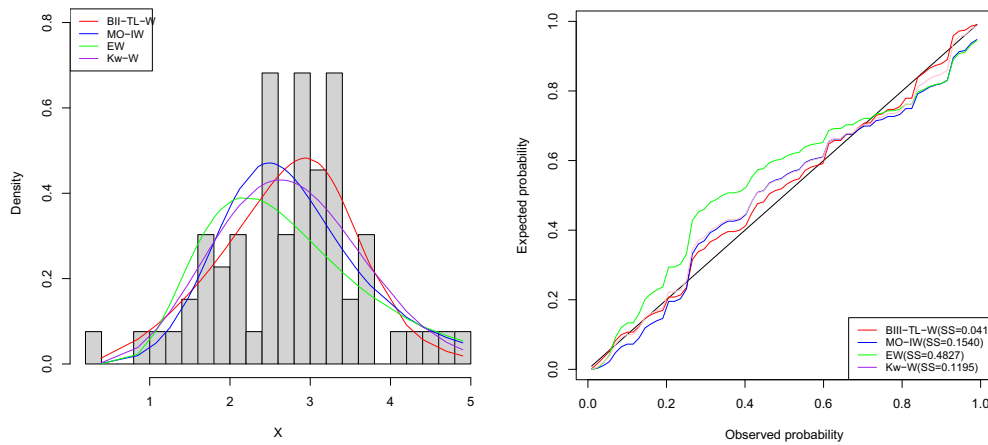 BII-TL-W
MO-IW
EW
Kw-W
Density
0.0
0.2
0.4
0.6
0.8
1
2
3
4
5
X
Expected probability
0.0
0.2
0.4
0.6
0.8
1.0
0.0
0.2
0.4
0.6
0.8
1.0
Observed probability
BIII-TL-W(SS=0.041
MO-IW(SS=0.1540)
EW(SS=0.4827)
Kw-W(SS=0.1195)